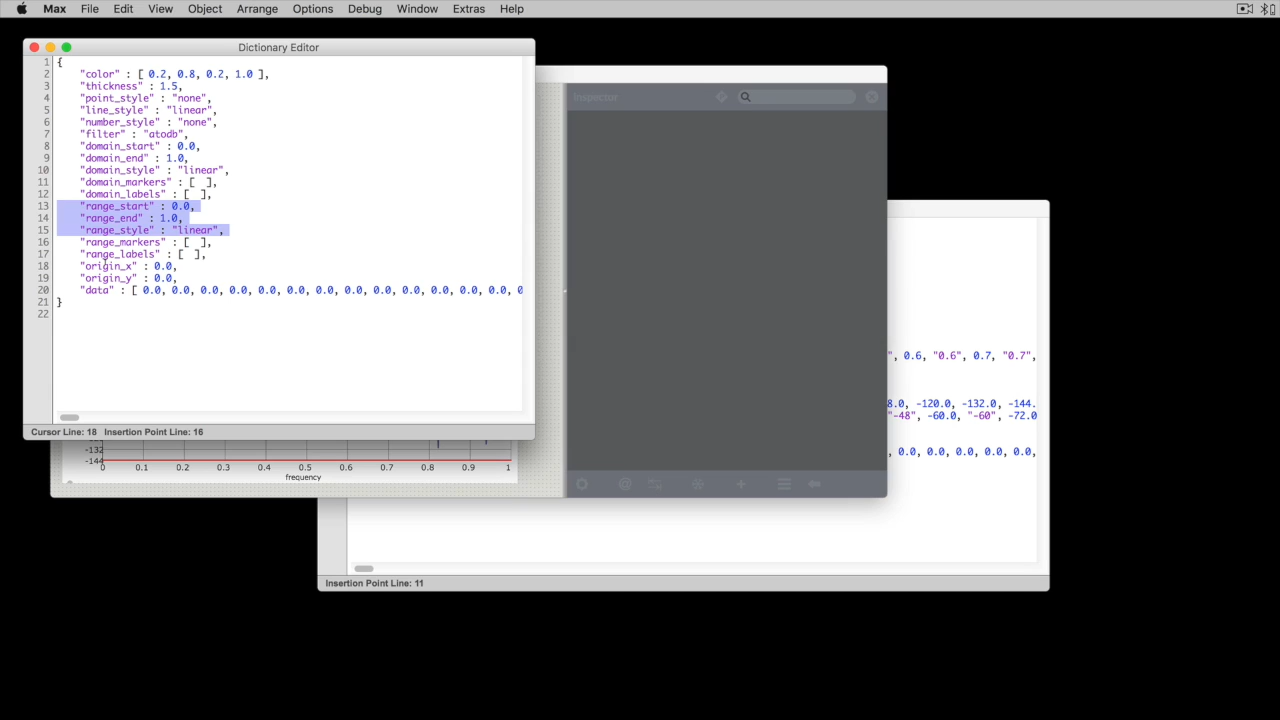 Max File Edit View Object Arrange Options Debug Window Extras Help
Dictionary Editor
1 {
2 "color" : [ 0.2, 0.8, 0.2, 1.0 ],
3 "thickness" : 1.5,
4 "point_style" : "none",
5 "line_style" : "linear",
6 "number_style" : "none",
7 "filter" : "atodb",
8 "domain_start" : 0.0,
9 "domain_end" : 1.0,
10 "domain_style" : "linear",
11 "domain_markers" : [  ],
12 "domain_labels" : [  ],
13 "range_start" : 0.0,
14 "range_end" : 1.0,
15 "range_style" : "linear",
16 "range_markers" : [  ],
17 "range_labels" : [  ],
18 "origin_x" : 0.0,
19 "origin_y" : 0.0,
20 "data" : [ 0.0, 0.0, 0.0, 0.0, 0.0, 0.0, 0.0, 0.0, 0.0, 0.0, 0.0, 0.0, 0.0, 0
21 }
22
Cursor Line: 18 Insertion Point Line: 16
Inspector
", 0.6, "0.6", 0.7, "0.7",
8.0, -120.0, -132.0, -144.
"-48", -60.0, "-60", -72.0
, 0.0, 0.0, 0.0, 0.0, 0.0,
-132
-144
0 0.1 0.2 0.3 0.4 0.5 0.6 0.7 0.8 0.9 1
frequency
Insertion Point Line: 11